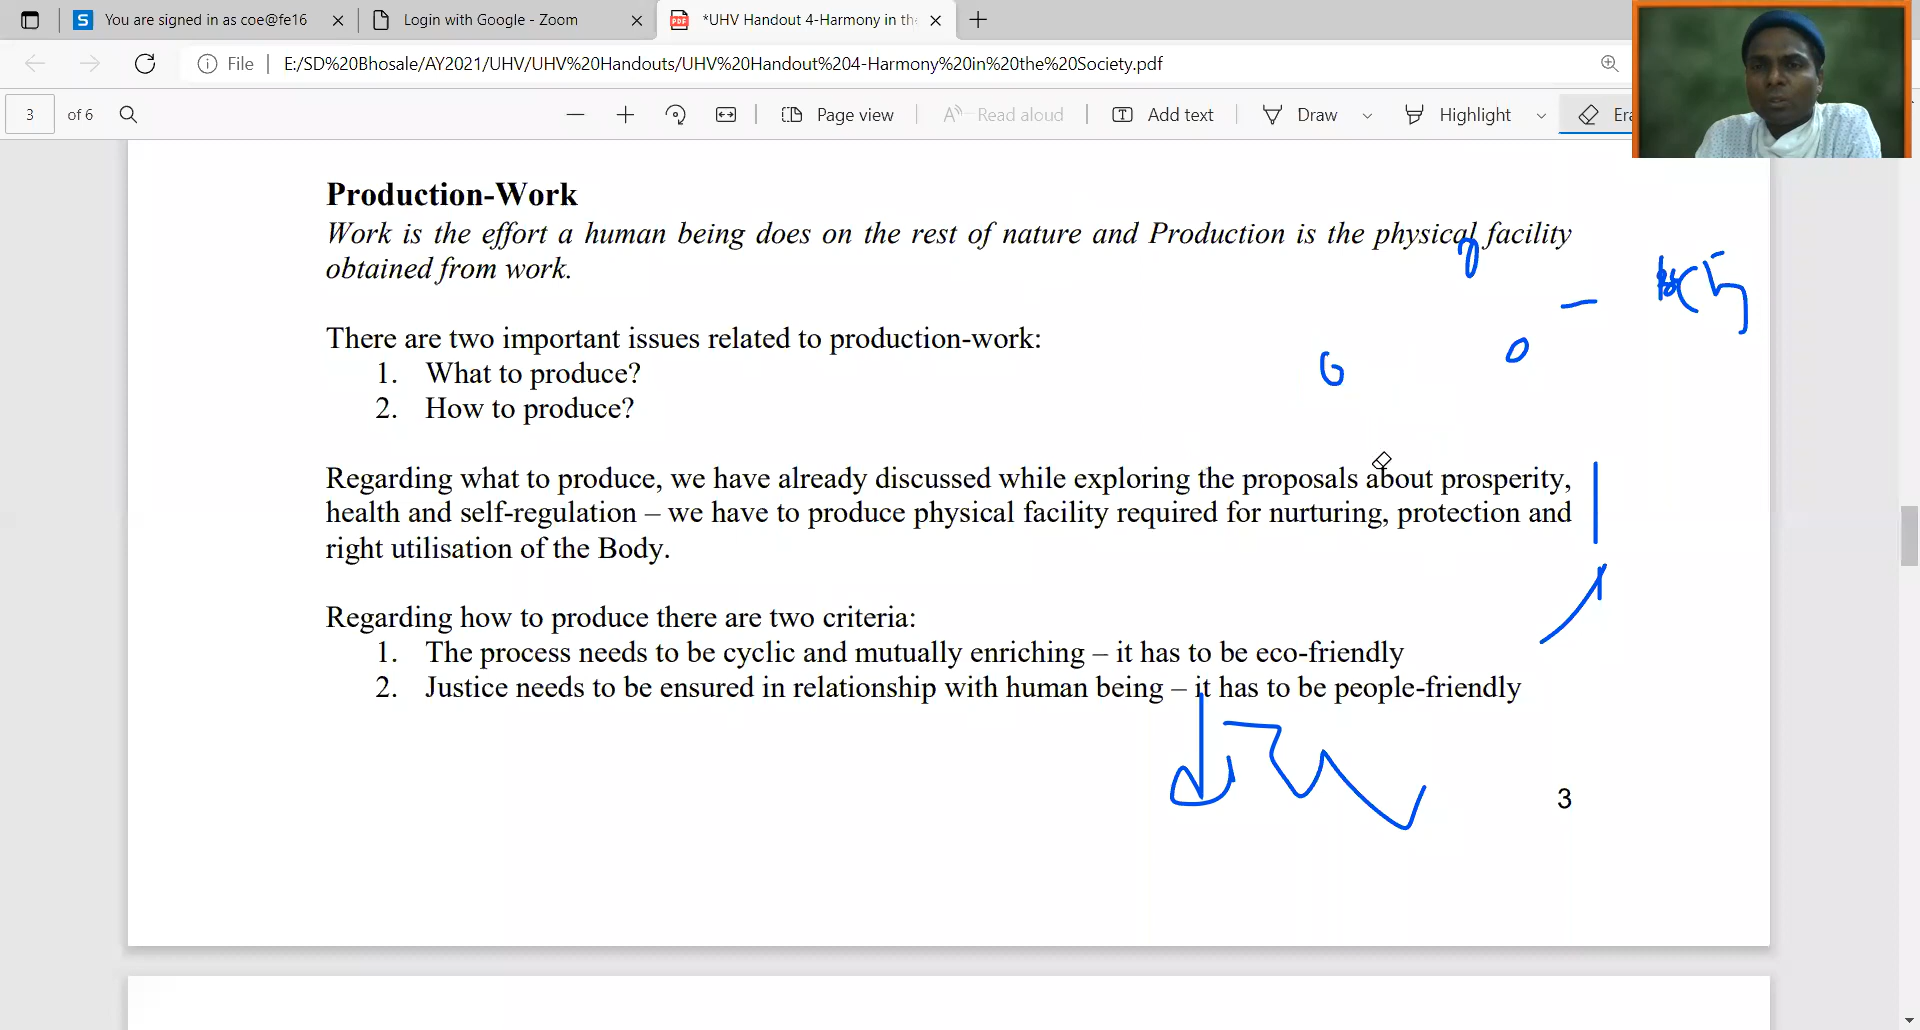 You are signed in as coe@fe16
Login with Google - Zoom
*UHV Handout 4-Harmony in the
File
E:/SD%20Bhosale/AY2021/UHV/UHV%20Handouts/UHV%20Handout%204-Harmony%20in%20the%20Society.pdf
3 of 6
Page view
Read aloud
Add text
Draw
Highlight
Production-Work
Work is the effort a human being does on the rest of nature and Production is the physical facility
obtained from work.
There are two important issues related to production-work:
1. What to produce?
2. How to produce?
Regarding what to produce, we have already discussed while exploring the proposals about prosperity,
health and self-regulation – we have to produce physical facility required for nurturing, protection and
right utilisation of the Body.
Regarding how to produce there are two criteria:
1. The process needs to be cyclic and mutually enriching – it has to be eco-friendly
2. Justice needs to be ensured in relationship with human being – it has to be people-friendly
3